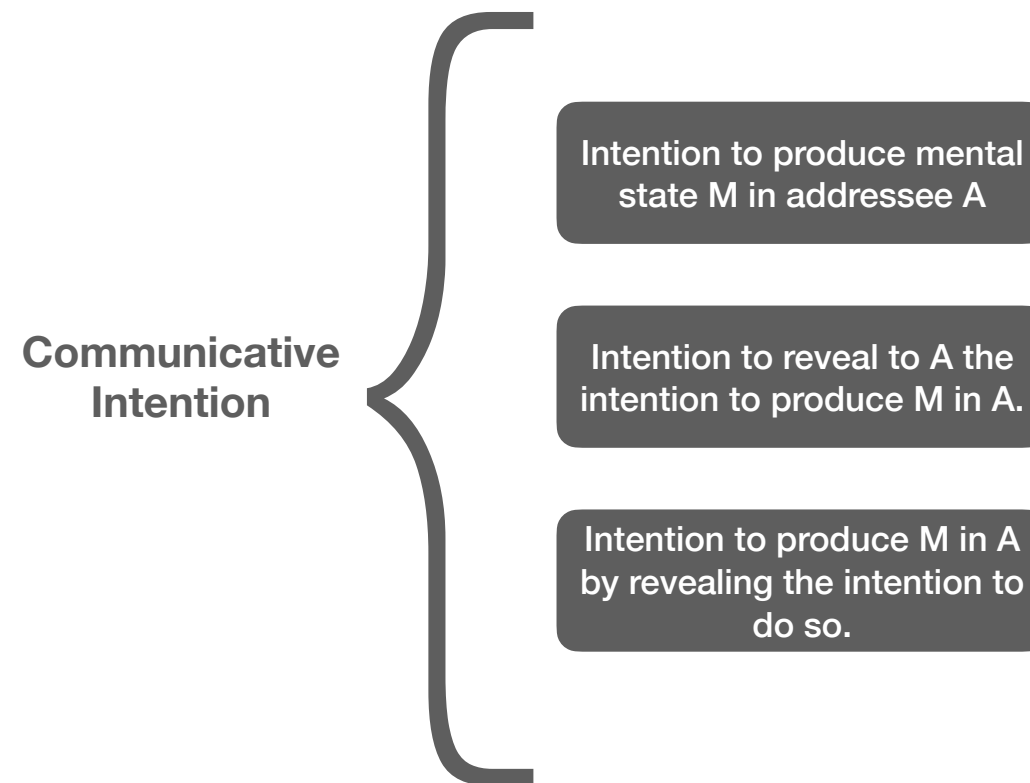 Communicative
Intention
Intention to produce mental
state M in addressee A
Intention to reveal to A the
intention to produce M in A.
Intention to produce M in A
by revealing the intention to
do so.